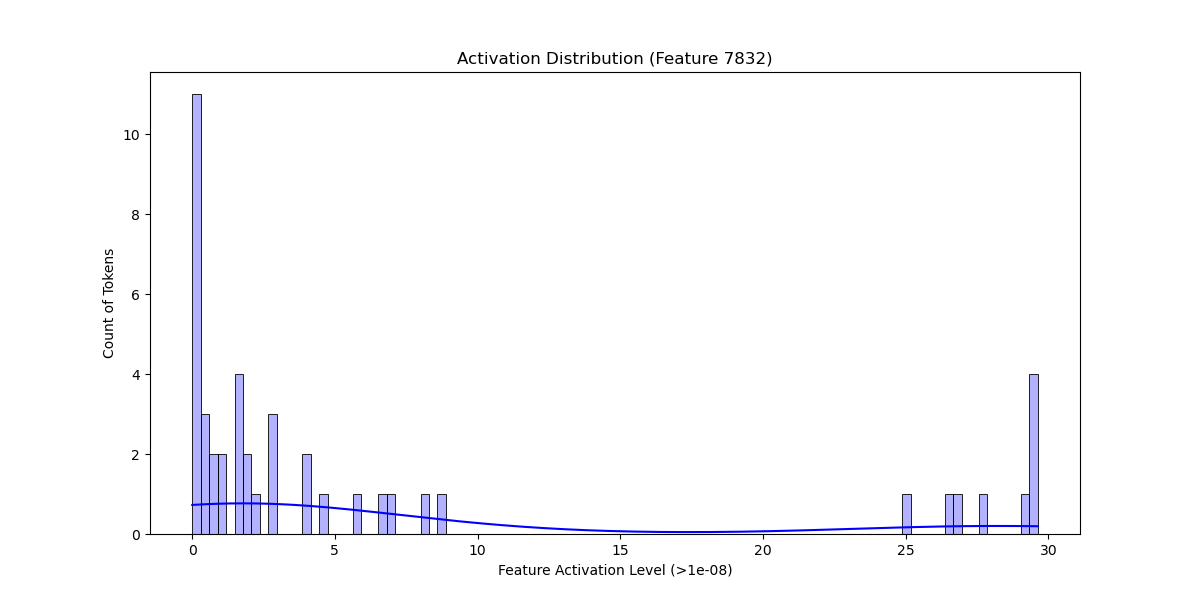 Activation Distribution (Feature 7832)
Count of Tokens
10
8
6
4
2
0
0 5 10 15 20 25 30
Feature Activation Level (>1e-08)